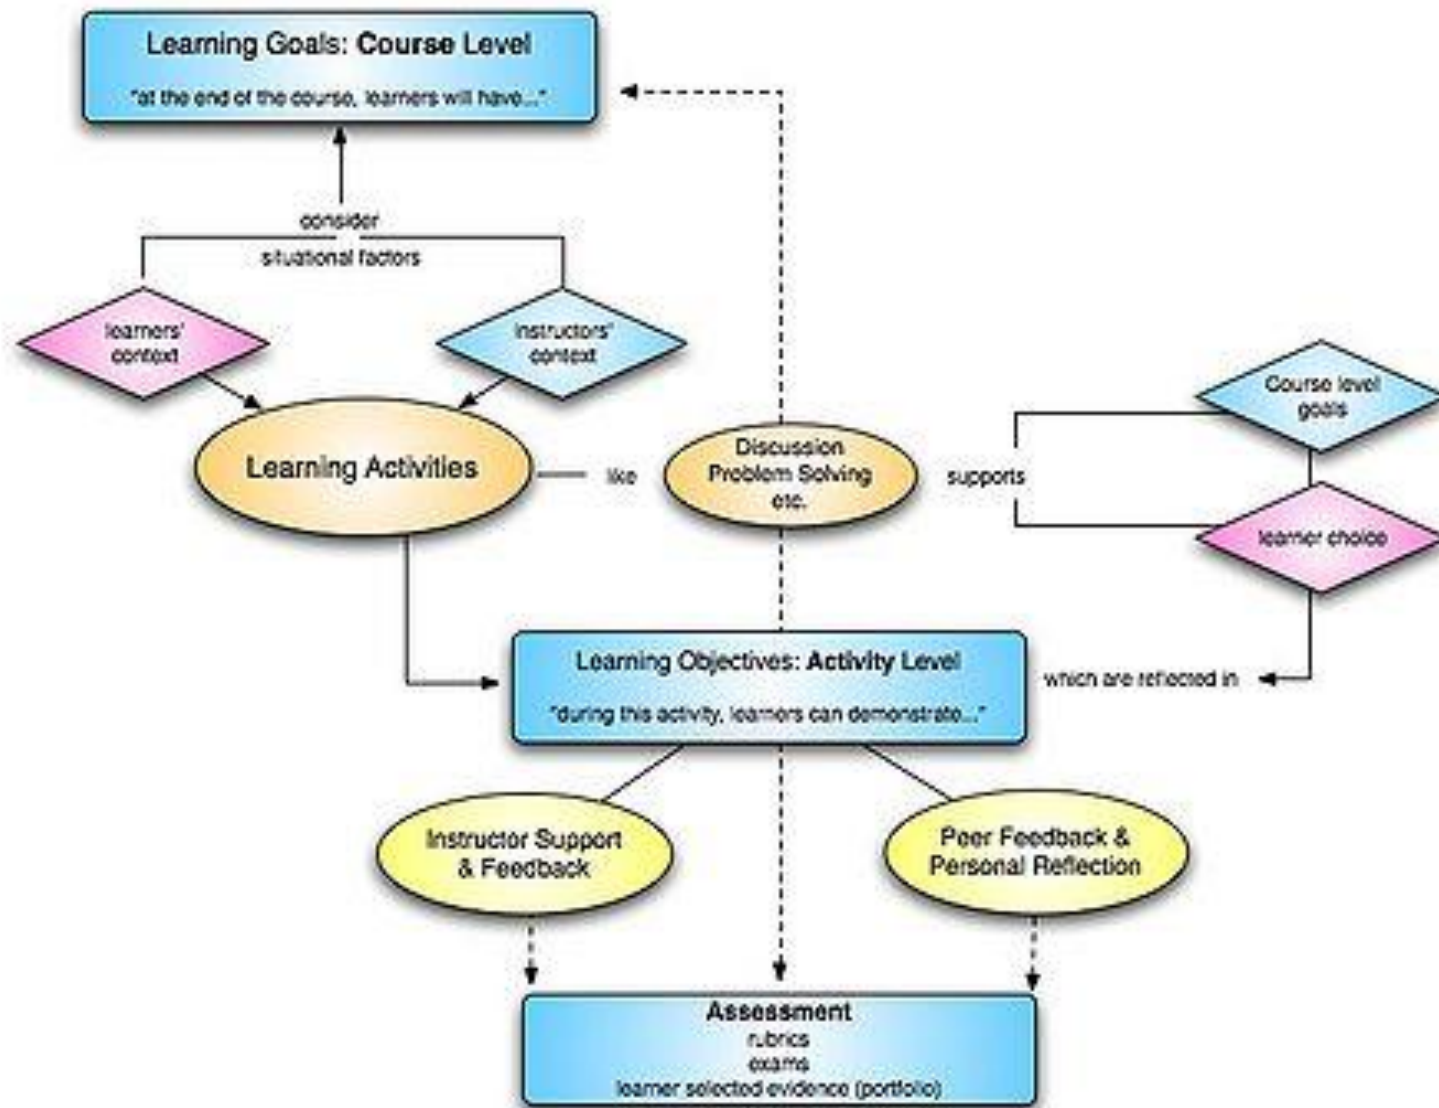 Learning Goals: Course Level
"at the end of the course, learners will have..."
consider
situational factors
learners'
context
instructors'
context
Learning Activities
like
Discussion
Problem Solving
etc.
supports
Course level
goals
learner choice
Learning Objectives: Activity Level
"during this activity, learners can demonstrate..."
which are reflected in
Instructor Support
& Feedback
Peer Feedback &
Personal Reflection
Assessment
rubrics
exams
learner selected evidence (portfolio)